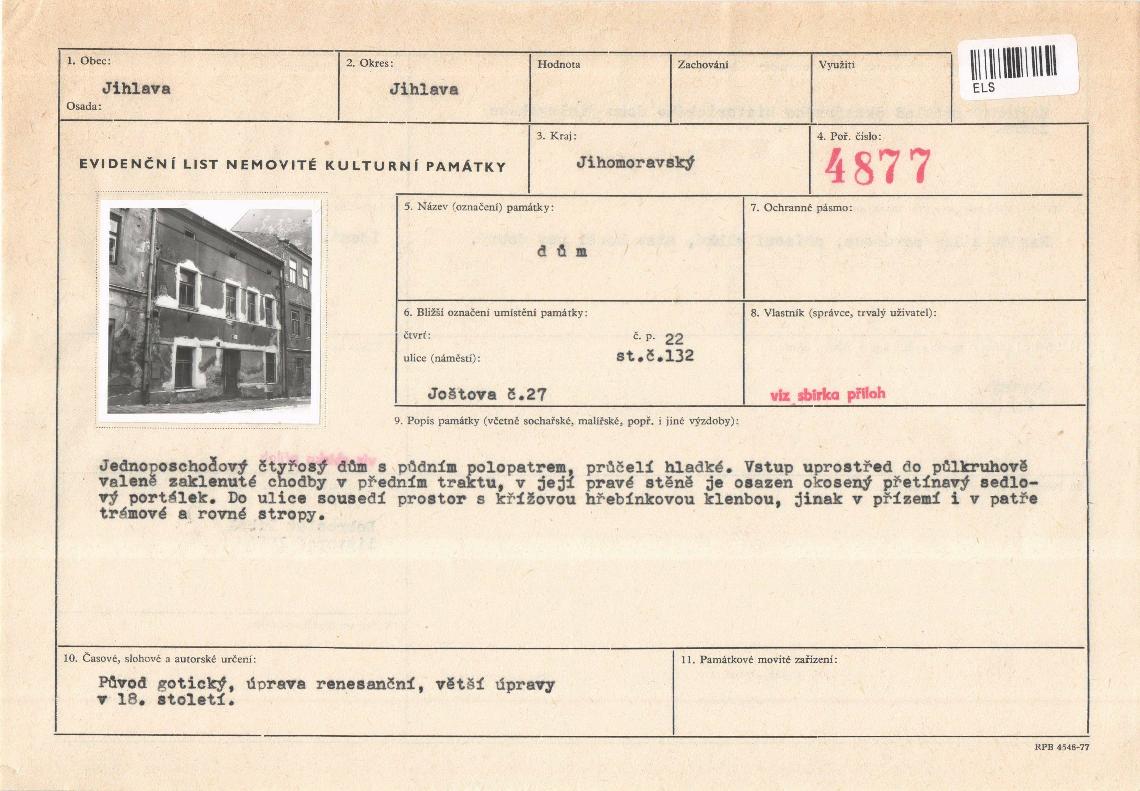 1. Obec:
Jihlava
Osada:
2. Okres:
Jihlava
Hodnota
Zachování
Využití
ELS
EVIDENČNÍ LIST NEMOVITÉ KULTURNÍ PAMÁTKY
3. Kraj:
Jihomoravský
4. Poř. číslo:
4877
5. Název (označení) památky:
dům
7. Ochranné pásmo:
6. Bližší označení umístění památky:
čtvrť:
č. p. 22
ulice (náměstí):
st.č.132
Joštova č.27
8. Vlastník (správce, trvalý uživatel):
viz sbírka příloh
9. Popis památky (včetně sochařské, malířské, popř. i jiné výzdoby):
Jednoposchoďový čtyřosý dům s půdním polopatrem, průčelí hladké. Vstup uprostřed do půlkruhově
valeně zaklenuté chodby v předním traktu, v její pravé stěně je osazen okosený přetínavý sedlo-
vý portálek. Do ulice sousedí prostor s křížovou hřebínkovou klenbou, jinak v přízemí i v patře
trámové a rovné stropy.
10. Časové, slohové a autorské určení:
Původ gotický, úprava renesanční, větší úpravy
v 18. století.
11. Památkové movité zařízení:
RPB 4546-77